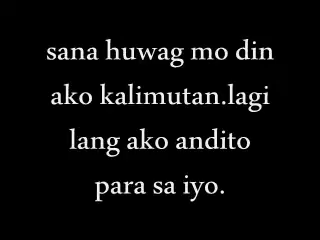 sana huwag mo din
ako kalimutan.lagi
lang ako andito
para sa iyo.